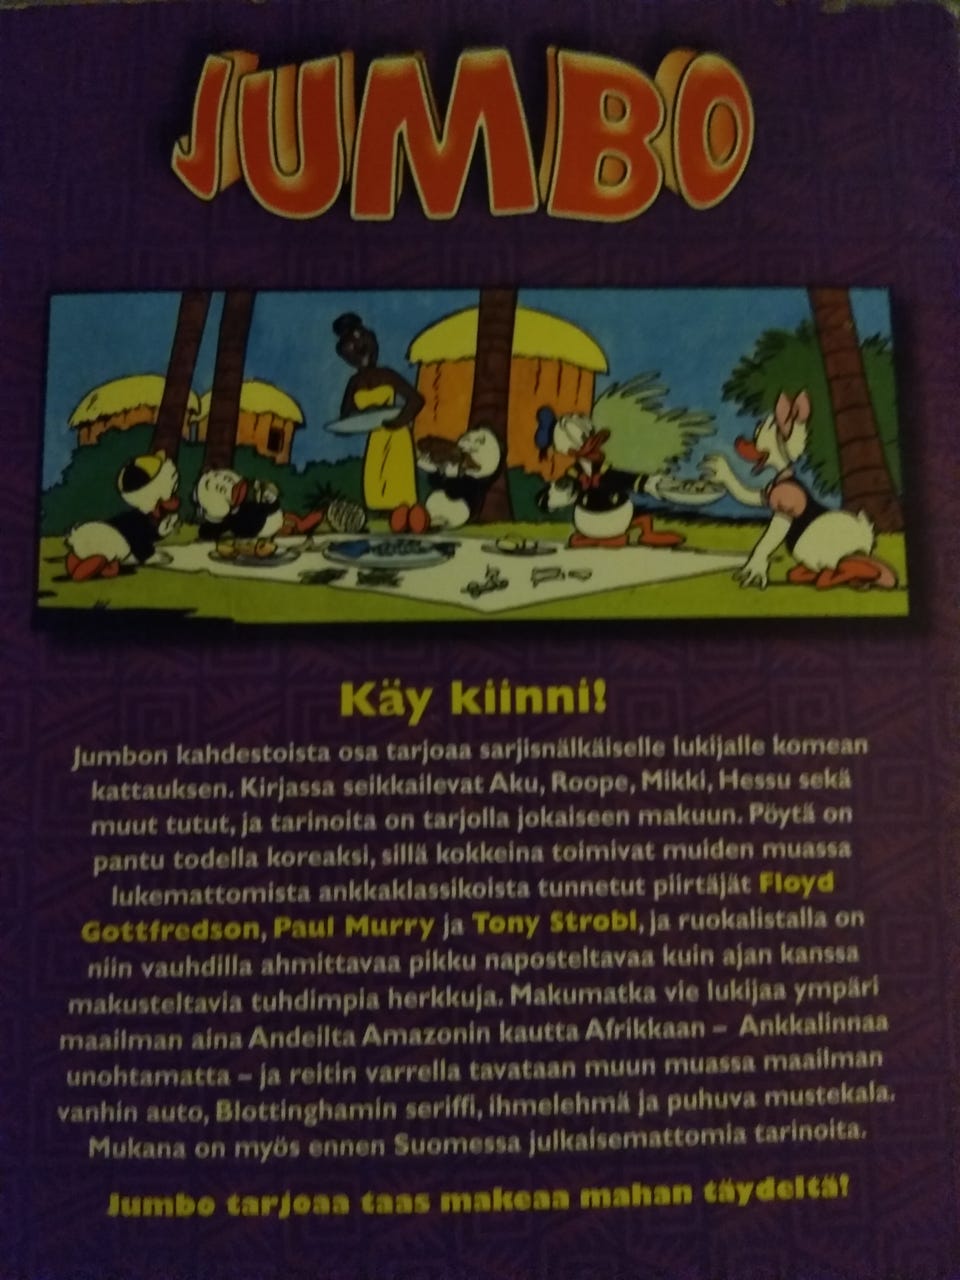 JUMBO
Käy kiinni!
Jumbon kahdestoista osa tarjoaa sarjisnälkäiselle lukijalle komean
kattauksen. Kirjassa seikkailevat Aku, Roope, Mikki, Hessu sekä
muut tutut, ja tarinoita on tarjolla jokaiseen makuun. Pöytä on
pantu todella koreaksi, sillä kokkeina toimivat muiden muassa
lukemattomista ankkaklassikoista tunnetut piirtäjät Floyd
Gottfredson, Paul Murry ja Tony Strobl, ja ruokalistalla on
niin vauhdilla ahmittavaa pikku naposteltavaa kuin ajan kanssa
makusteltavia tuhdimpia herkkuja. Makumatka vie lukijaa ympäri
maailman aina Andeilta Amazonin kautta Afrikkaan – Ankkalinnaa
unohtamatta – ja reitin varrella tavataan muun muassa maailman
vanhin auto, Blottinghamin seriffi, ihmelehmä ja puhuva mustekala.
Mukana on myös ennen Suomessa julkaisemattomia tarinoita.
Jumbo tarjoaa taas makeaa mahan täydeltä!